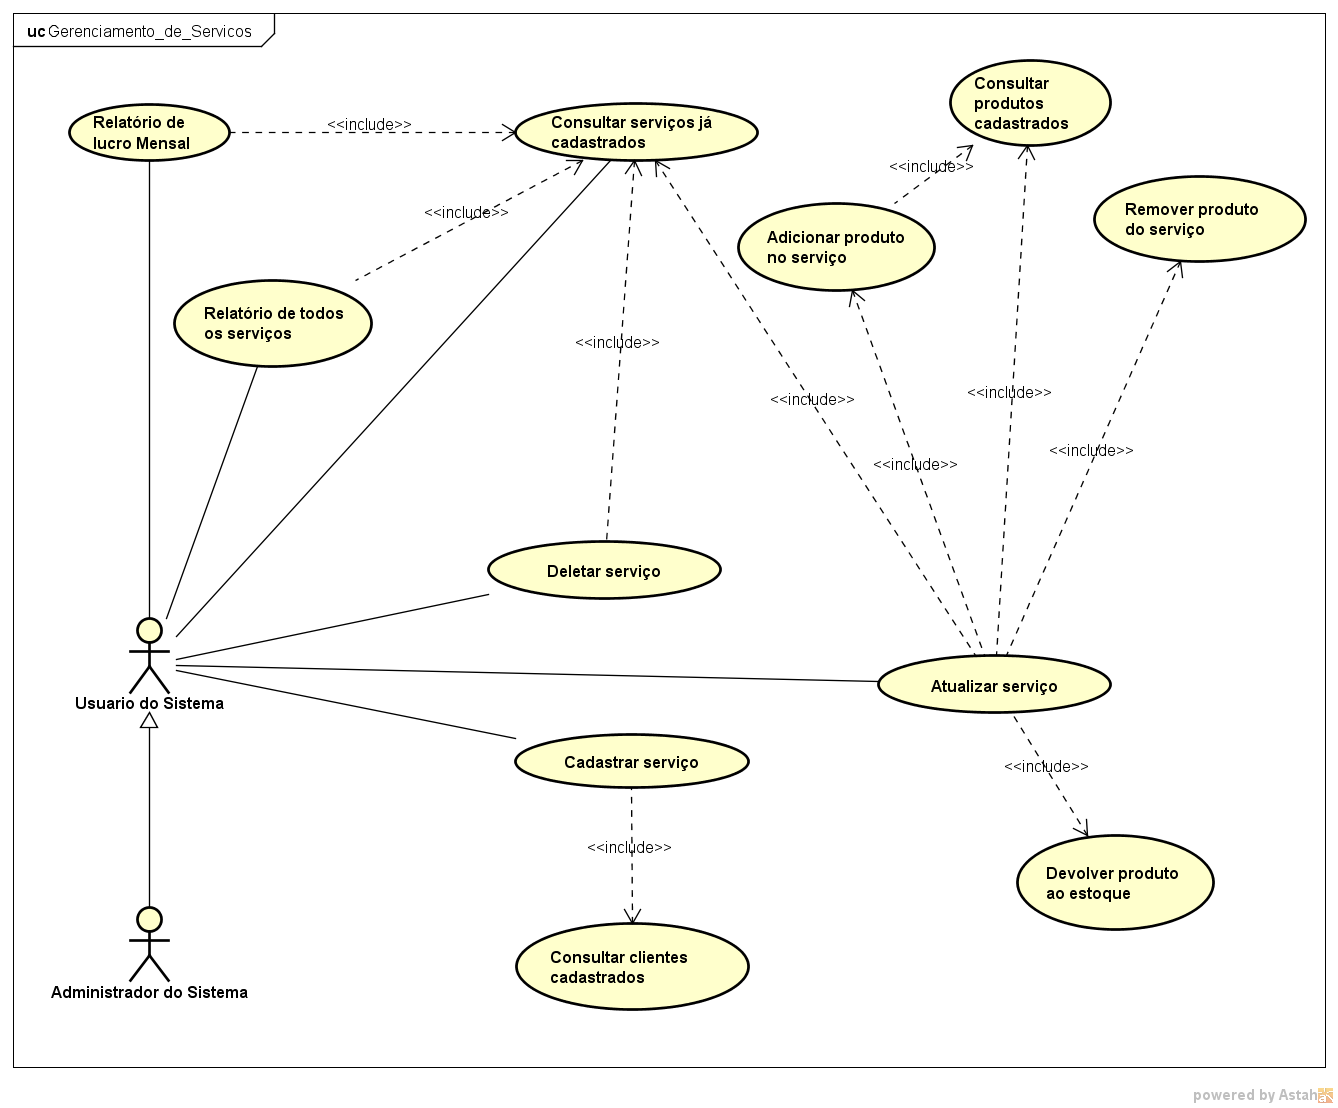 uc Gerenciamento_de_Servicos
Relatório de
lucro Mensal
<<include>>
Consultar serviços já
cadastrados
Consultar
produtos
cadastrados
<<include>>
<<include>>
Adicionar produto
no serviço
Remover produto
do serviço
Relatório de todos
os serviços
<<include>>
<<include>>
<<include>>
<<include>>
<<include>>
Deletar serviço
Usuario do Sistema
Atualizar serviço
Cadastrar serviço
<<include>>
<<include>>
Devolver produto
ao estoque
Consultar clientes
cadastrados
Administrador do Sistema
powered by Astah